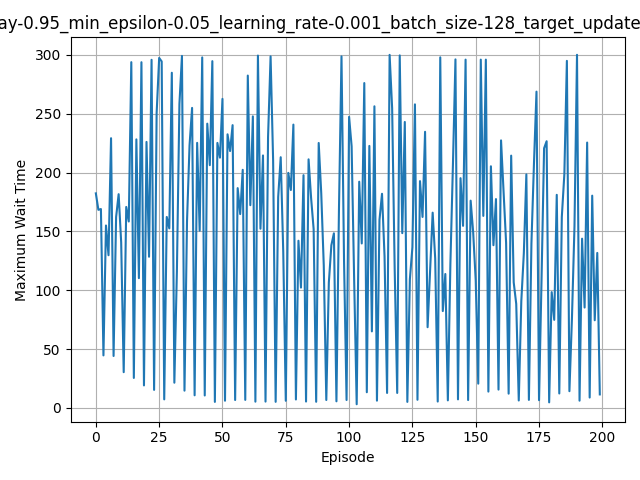 ay-0.95_min_epsilon-0.05_learning_rate-0.001_batch_size-128_target_update
300
250
200
150
100
50
0
Maximum Wait Time
0 25 50 75 100 125 150 175 200
Episode